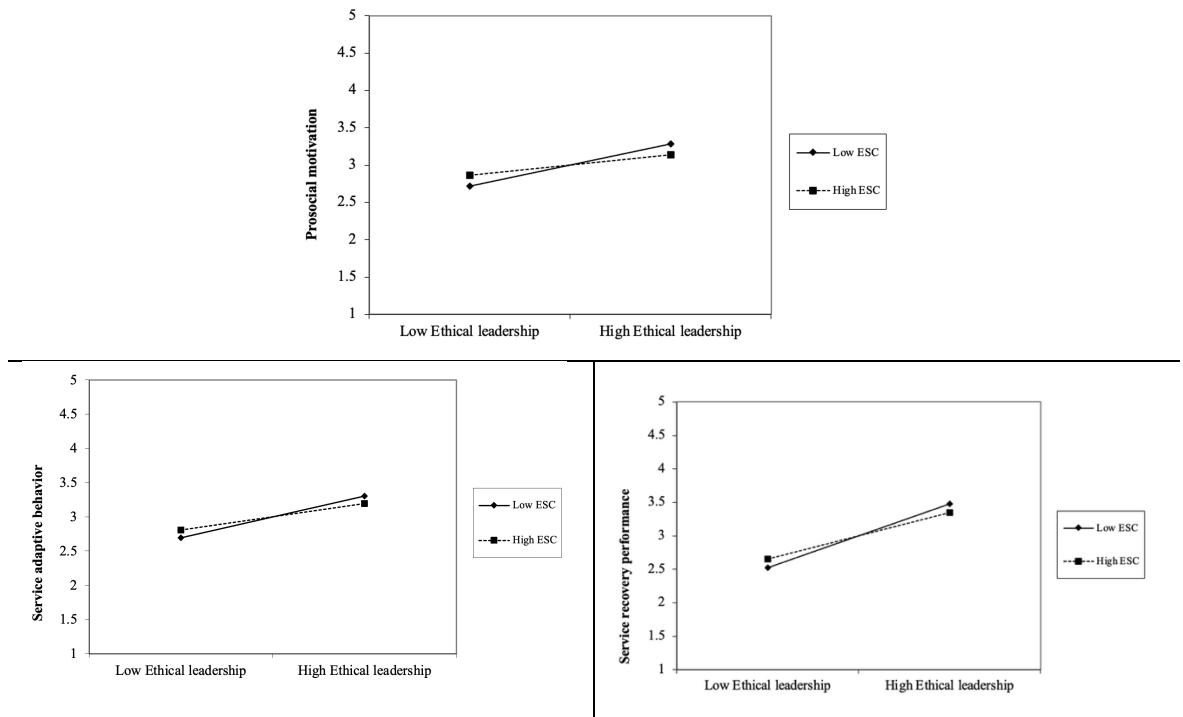 5
4.5
4
3.5
3
2.5
2
1.5
1
Prosocial motivation
Low Ethical leadership
High Ethical leadership
Low ESC
High ESC
5
4.5
4
3.5
3
2.5
2
1.5
1
Service adaptive behavior
Low Ethical leadership
High Ethical leadership
Low ESC
High ESC
5
4.5
4
3.5
3
2.5
2
1.5
1
Service recovery performance
Low Ethical leadership
High Ethical leadership
Low ESC
High ESC